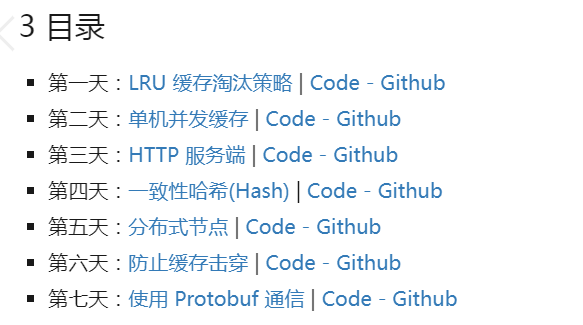 3 目录
第一天：LRU 缓存淘汰策略 | Code - Github
第二天：单机并发缓存 | Code - Github
第三天：HTTP 服务端 | Code - Github
第四天：一致性哈希(Hash) | Code - Github
第五天：分布式节点 | Code - Github
第六天：防止缓存击穿 | Code - Github
第七天：使用 Protobuf 通信 | Code - Github